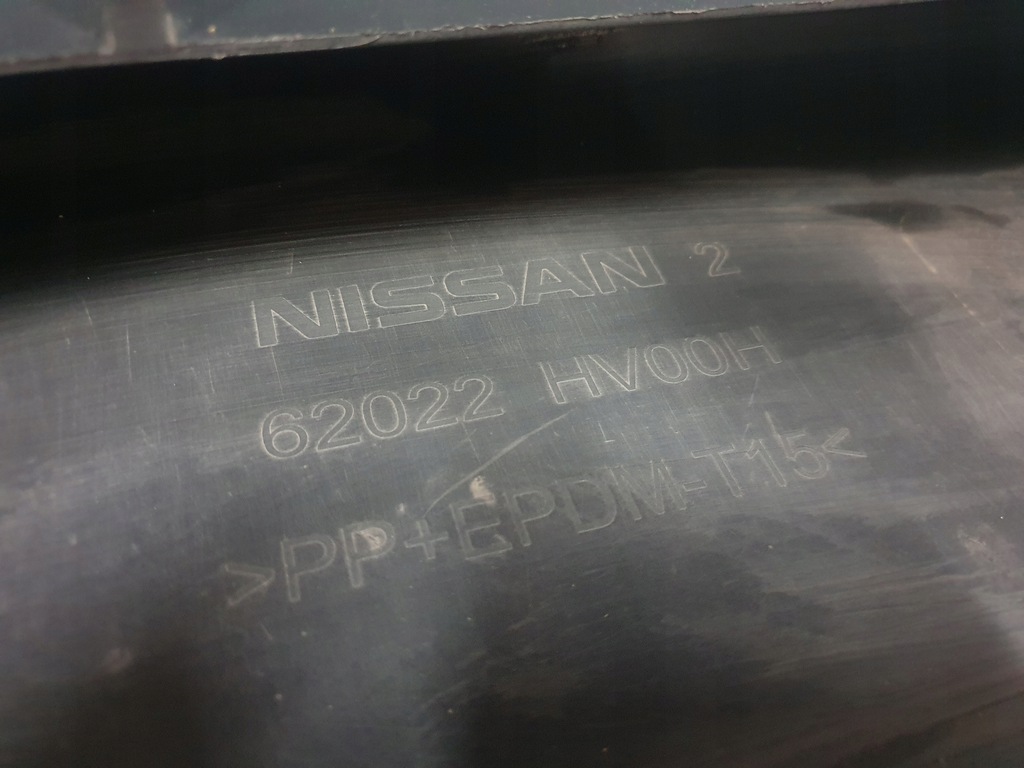 NISSAN 2
62022 HV00H
>PP+EPDM-T15<